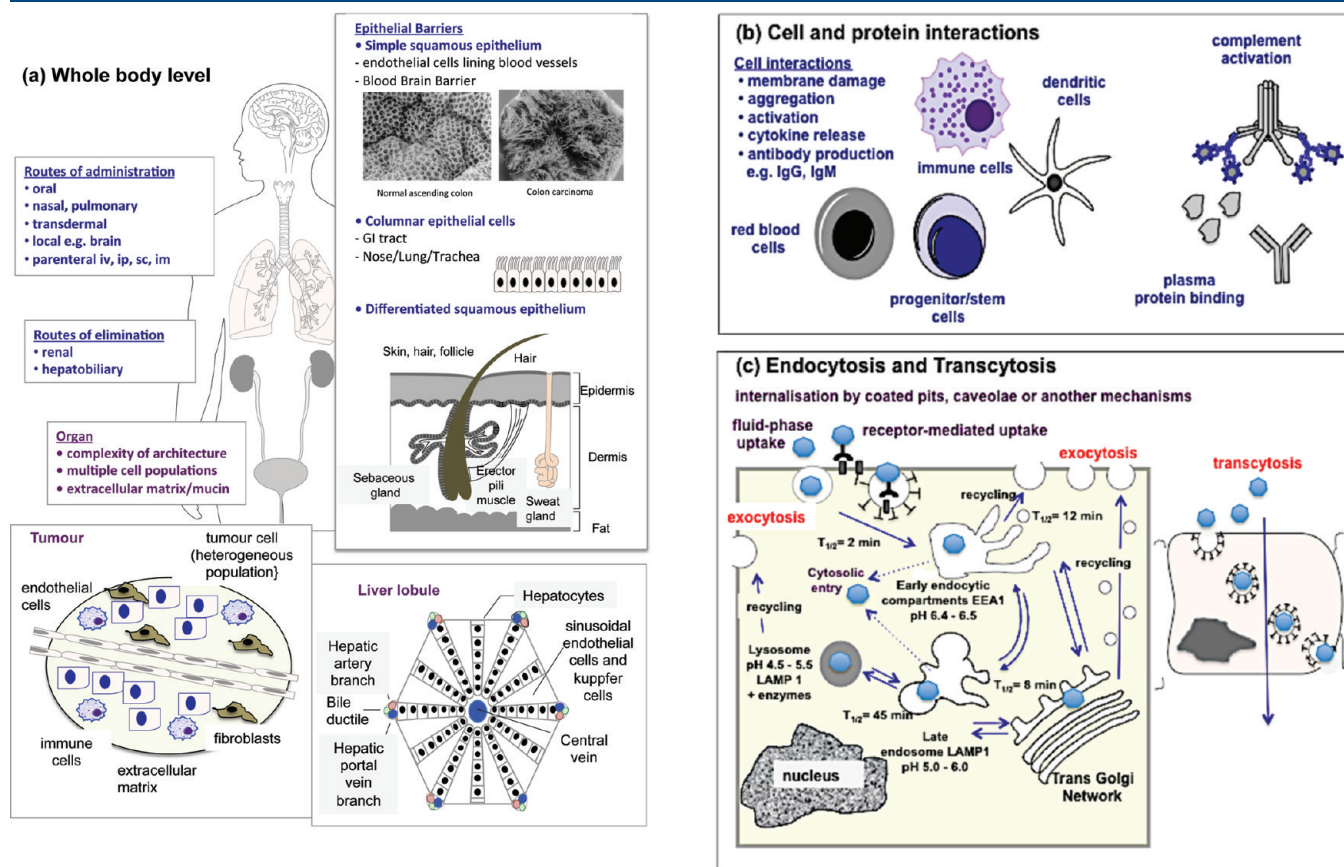 (a) Whole body level
Routes of administration
• oral
• nasal, pulmonary
• transdermal
• local e.g. brain
• parenteral iv, ip, sc, im
Routes of elimination
• renal
• hepatobiliary
Organ
• complexity of architecture
• multiple cell populations
• extracellular matrix/mucin
Epithelial Barriers
• Simple squamous epithelium
- endothelial cells lining blood vessels
- Blood Brain Barrier
Normal ascending colon
Colon carcinoma
• Columnar epithelial cells
- GI tract
- Nose/Lung/Trachea
• Differentiated squamous epithelium
Skin, hair, follicle
Hair
Epidermis
Dermis
Sebaceous
gland
Erector
pili
muscle
Sweat
gland
Fat
Tumour
tumour cell
(heterogeneous
population}
endothelial
cells
immune
cells
fibroblasts
extracellular
matrix
Liver lobule
Hepatocytes
sinusoidal
endothelial
cells and
kuppfer
cells
Hepatic
artery
branch
Bile
ductile
Hepatic
portal
vein
branch
Central
vein
(b) Cell and protein interactions
Cell interactions
• membrane damage
• aggregation
• activation
• cytokine release
• antibody production
e.g. IgG, IgM
immune cells
dendritic
cells
complement
activation
red blood
cells
progenitor/stem
cells
plasma
protein binding
(c) Endocytosis and Transcytosis
internalisation by coated pits, caveolae or another mechanisms
fluid-phase
uptake
receptor-mediated uptake
exocytosis
transcytosis
exocytosis
recycling
T1/2= 12 min
T1/2= 2 min
Cytosolic
entry
Early endocytic
compartments EEA1
pH 6.4 - 6.5
recycling
recycling
Lysosome
pH 4.5 - 5.5
LAMP 1
+ enzymes
T1/2= 8 min
T1/2= 45 min
Late
endosome LAMP1
pH 5.0 - 6.0
nucleus
Trans Golgi
Network